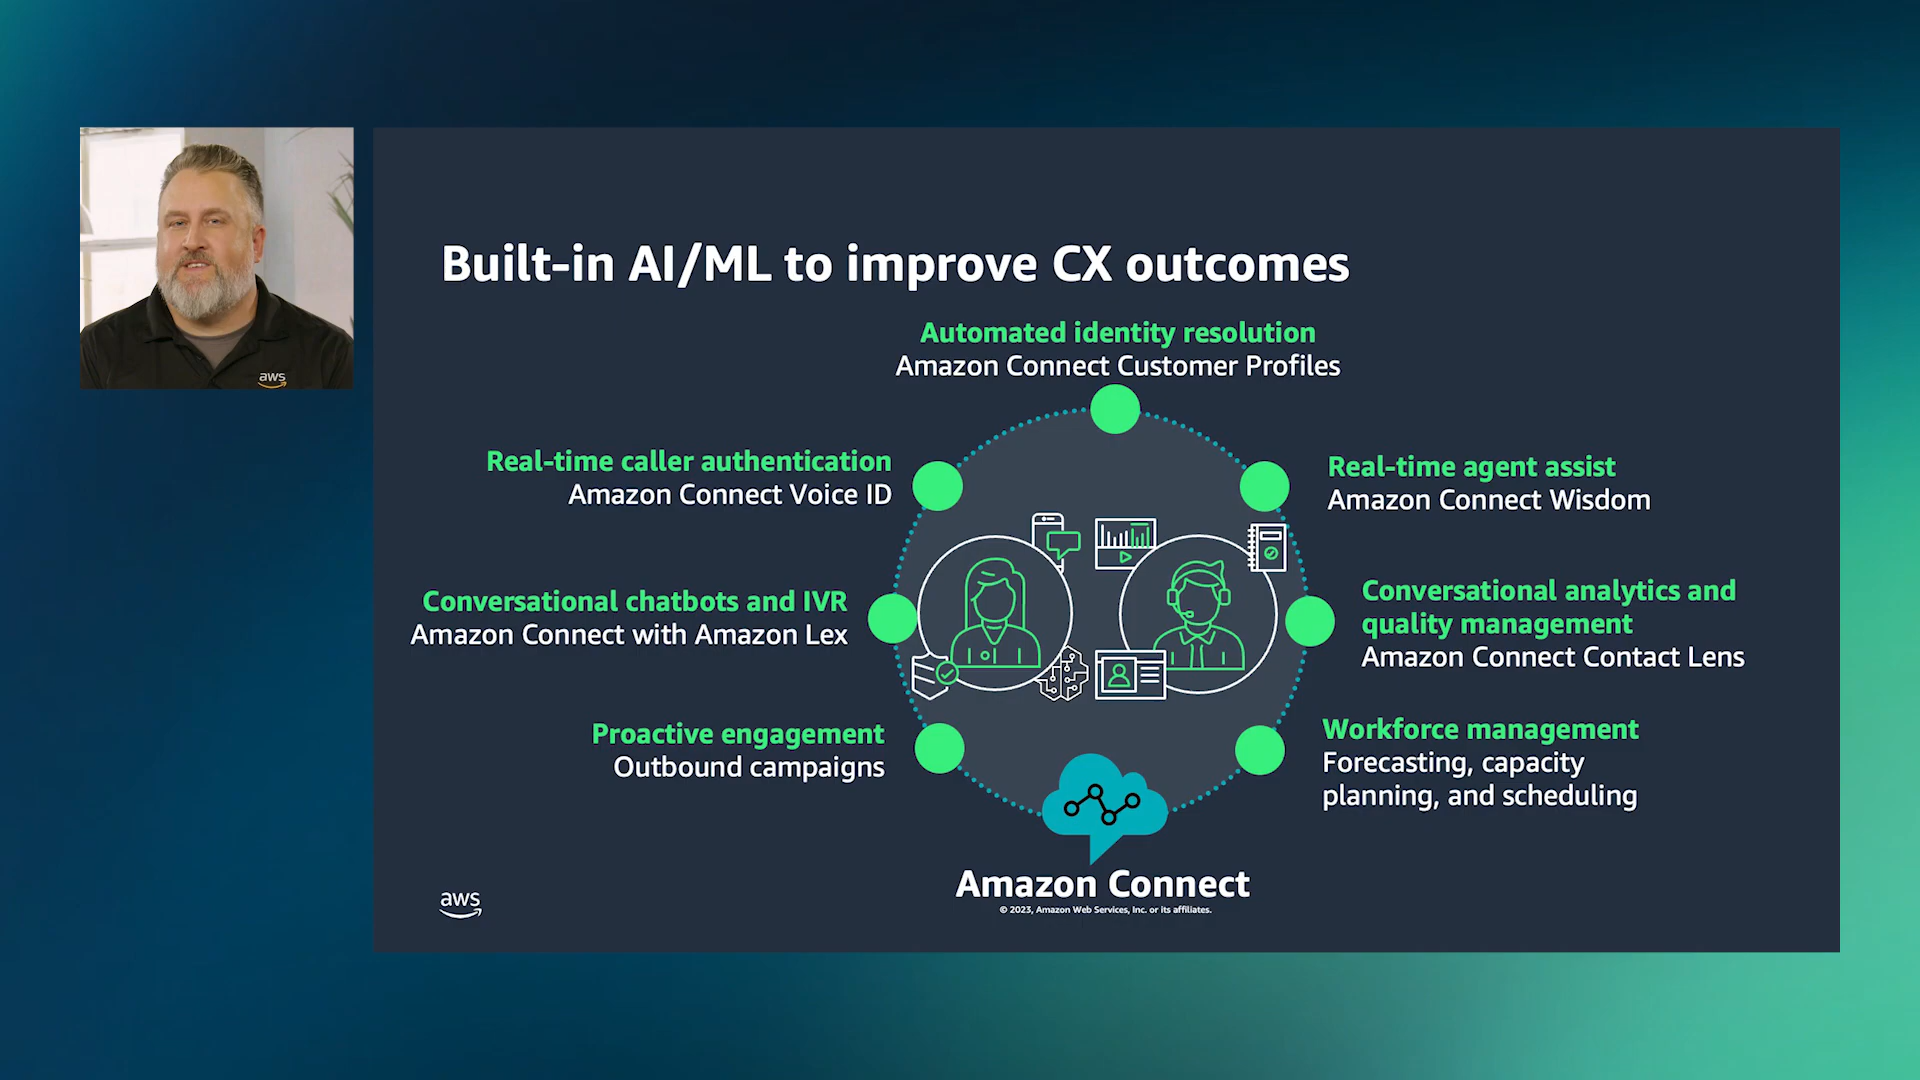 aws
Built-in AI/ML to improve CX outcomes
Automated identity resolution
Amazon Connect Customer Profiles
Real-time caller authentication
Amazon Connect Voice ID
Real-time agent assist
Amazon Connect Wisdom
Conversational chatbots and IVR
Amazon Connect with Amazon Lex
Conversational analytics and
quality management
Amazon Connect Contact Lens
Proactive engagement
Outbound campaigns
Workforce management
Forecasting, capacity
planning, and scheduling
Amazon Connect
© 2023, Amazon Web Services, Inc. or its affiliates.
aws